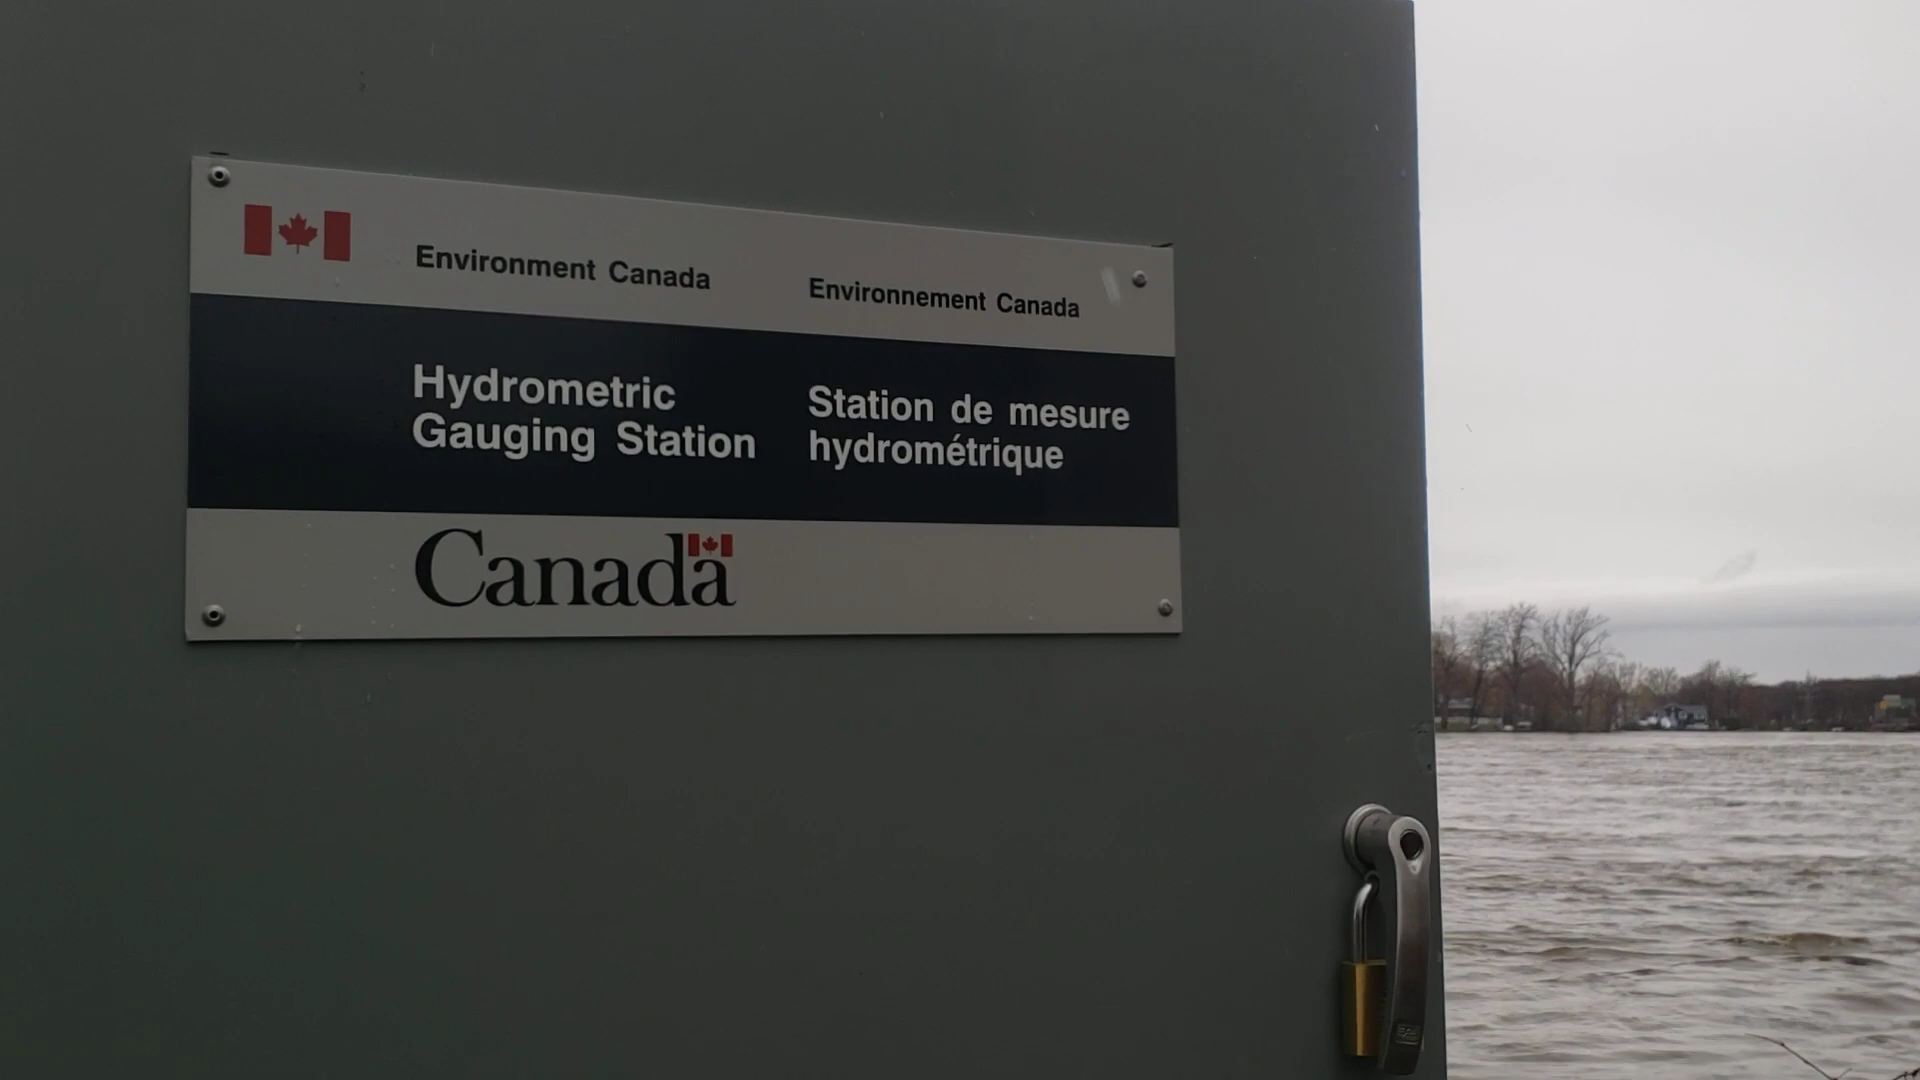 Environment Canada
Environnement Canada
Hydrometric
Gauging Station
Station de mesure
hydrométrique
Canada